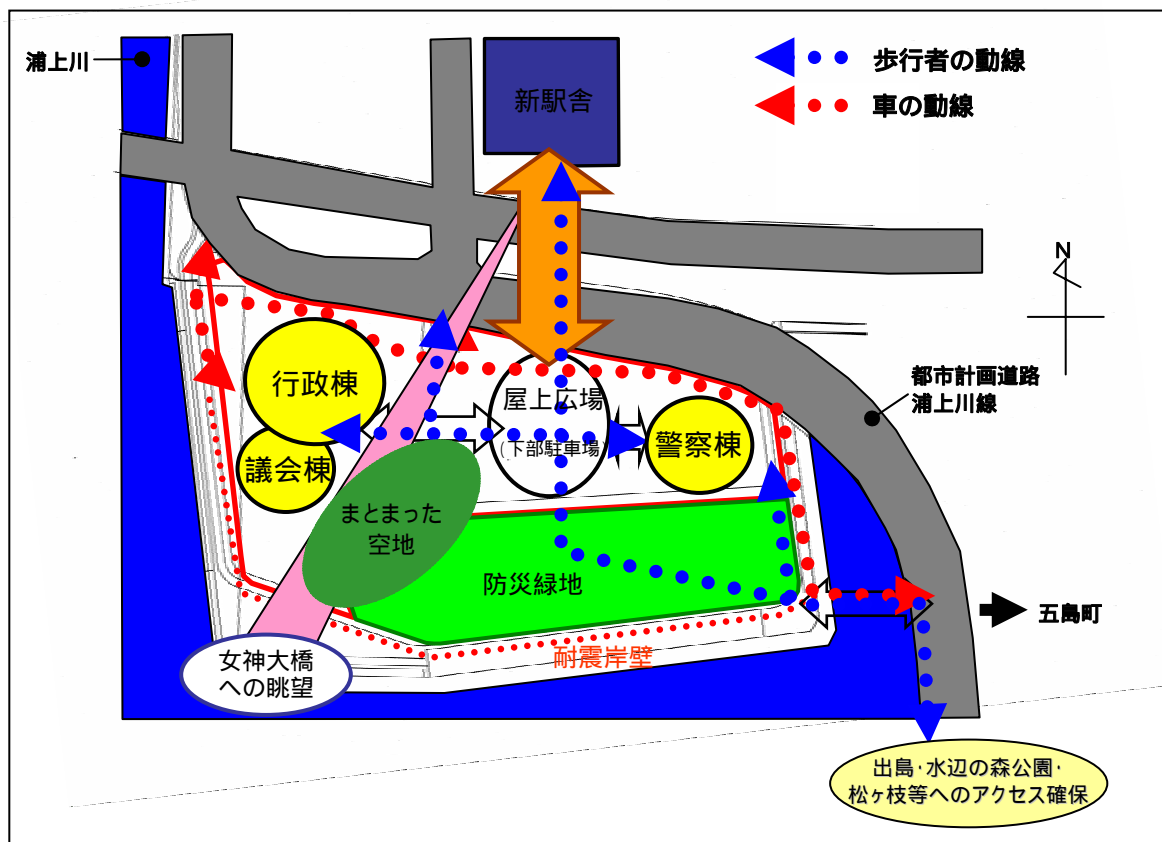 浦上川
新駅舎
歩行者の動線
車の動線
N
行政棟
屋上広場
(下部駐車場)
警察棟
議会棟
都市計画道路
浦上川線
まとまった
空地
防災緑地
五島町
女神大橋
への眺望
耐震岸壁
出島・水辺の森公園・
松ヶ枝等へのアクセス確保